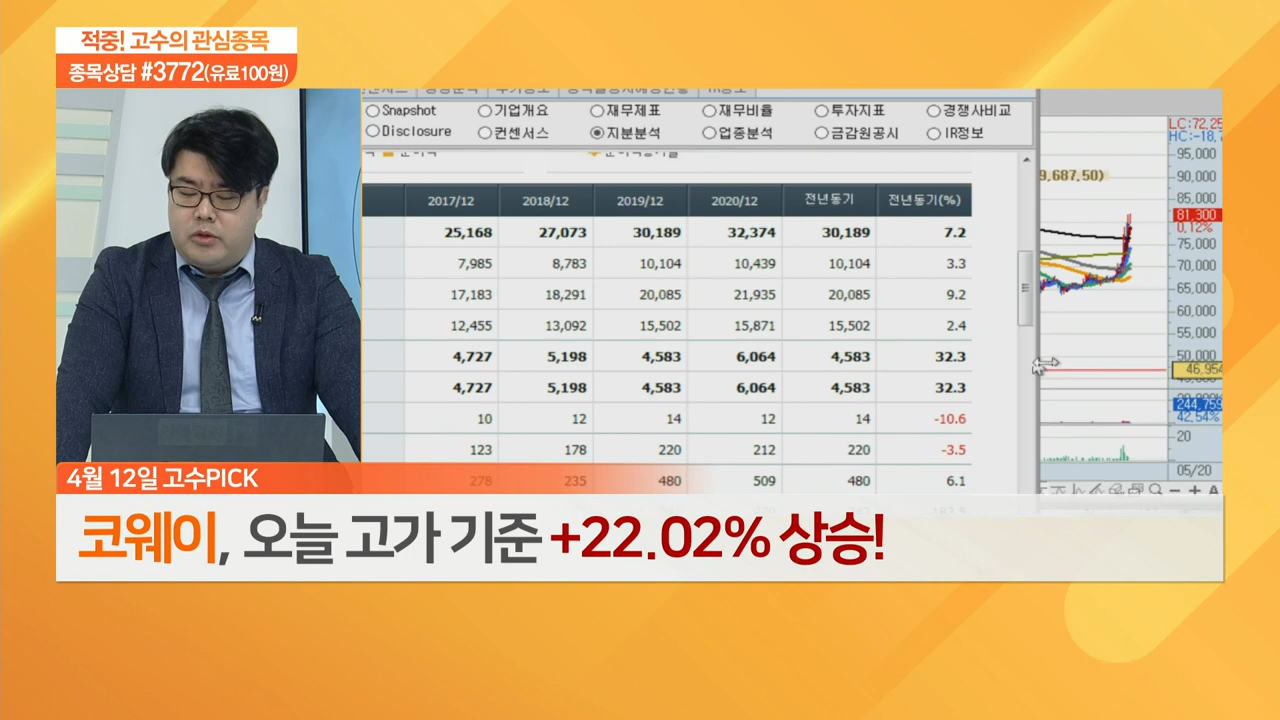 적중! 고수의 관심종목
종목상담 #3772(유료100원)
Snapshot 기업개요 재무제표 재무비율 투자지표 경쟁사비교
Disclosure 컨센서스 지분분석 업종분석 금감원공시 IR정보
2017/12 2018/12 2019/12 2020/12 전년동기 전년동기(%)
25,168 27,073 30,189 32,374 30,189 7.2
7,985 8,783 10,104 10,439 10,104 3.3
17,183 18,291 20,085 21,935 20,085 9.2
12,455 13,092 15,502 15,871 15,502 2.4
4,727 5,198 4,583 6,064 4,583 32.3
4,727 5,198 4,583 6,064 4,583 32.3
10 12 14 12 14 -10.6
123 178 220 212 220 -3.5
278 235 480 509 480 6.1
LC:72,25
HC:-18,7
95,000
9,687,50)
90,000
85,000
81,300
0,12%
75,000
70,000
65,000
60,000
55,000
50,000
46,954
244,759
42,54%
20
05/20
4월 12일 고수PICK
코웨이, 오늘 고가 기준 +22.02% 상승!